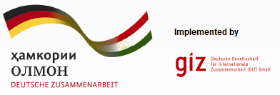 Implemented by
ҳамкории
ОЛМОН
DEUTSCHE ZUSAMMENARBEIT
giz
Deutsche Gesellschaft
für Internationale
Zusammenarbeit (GIZ) GmbH